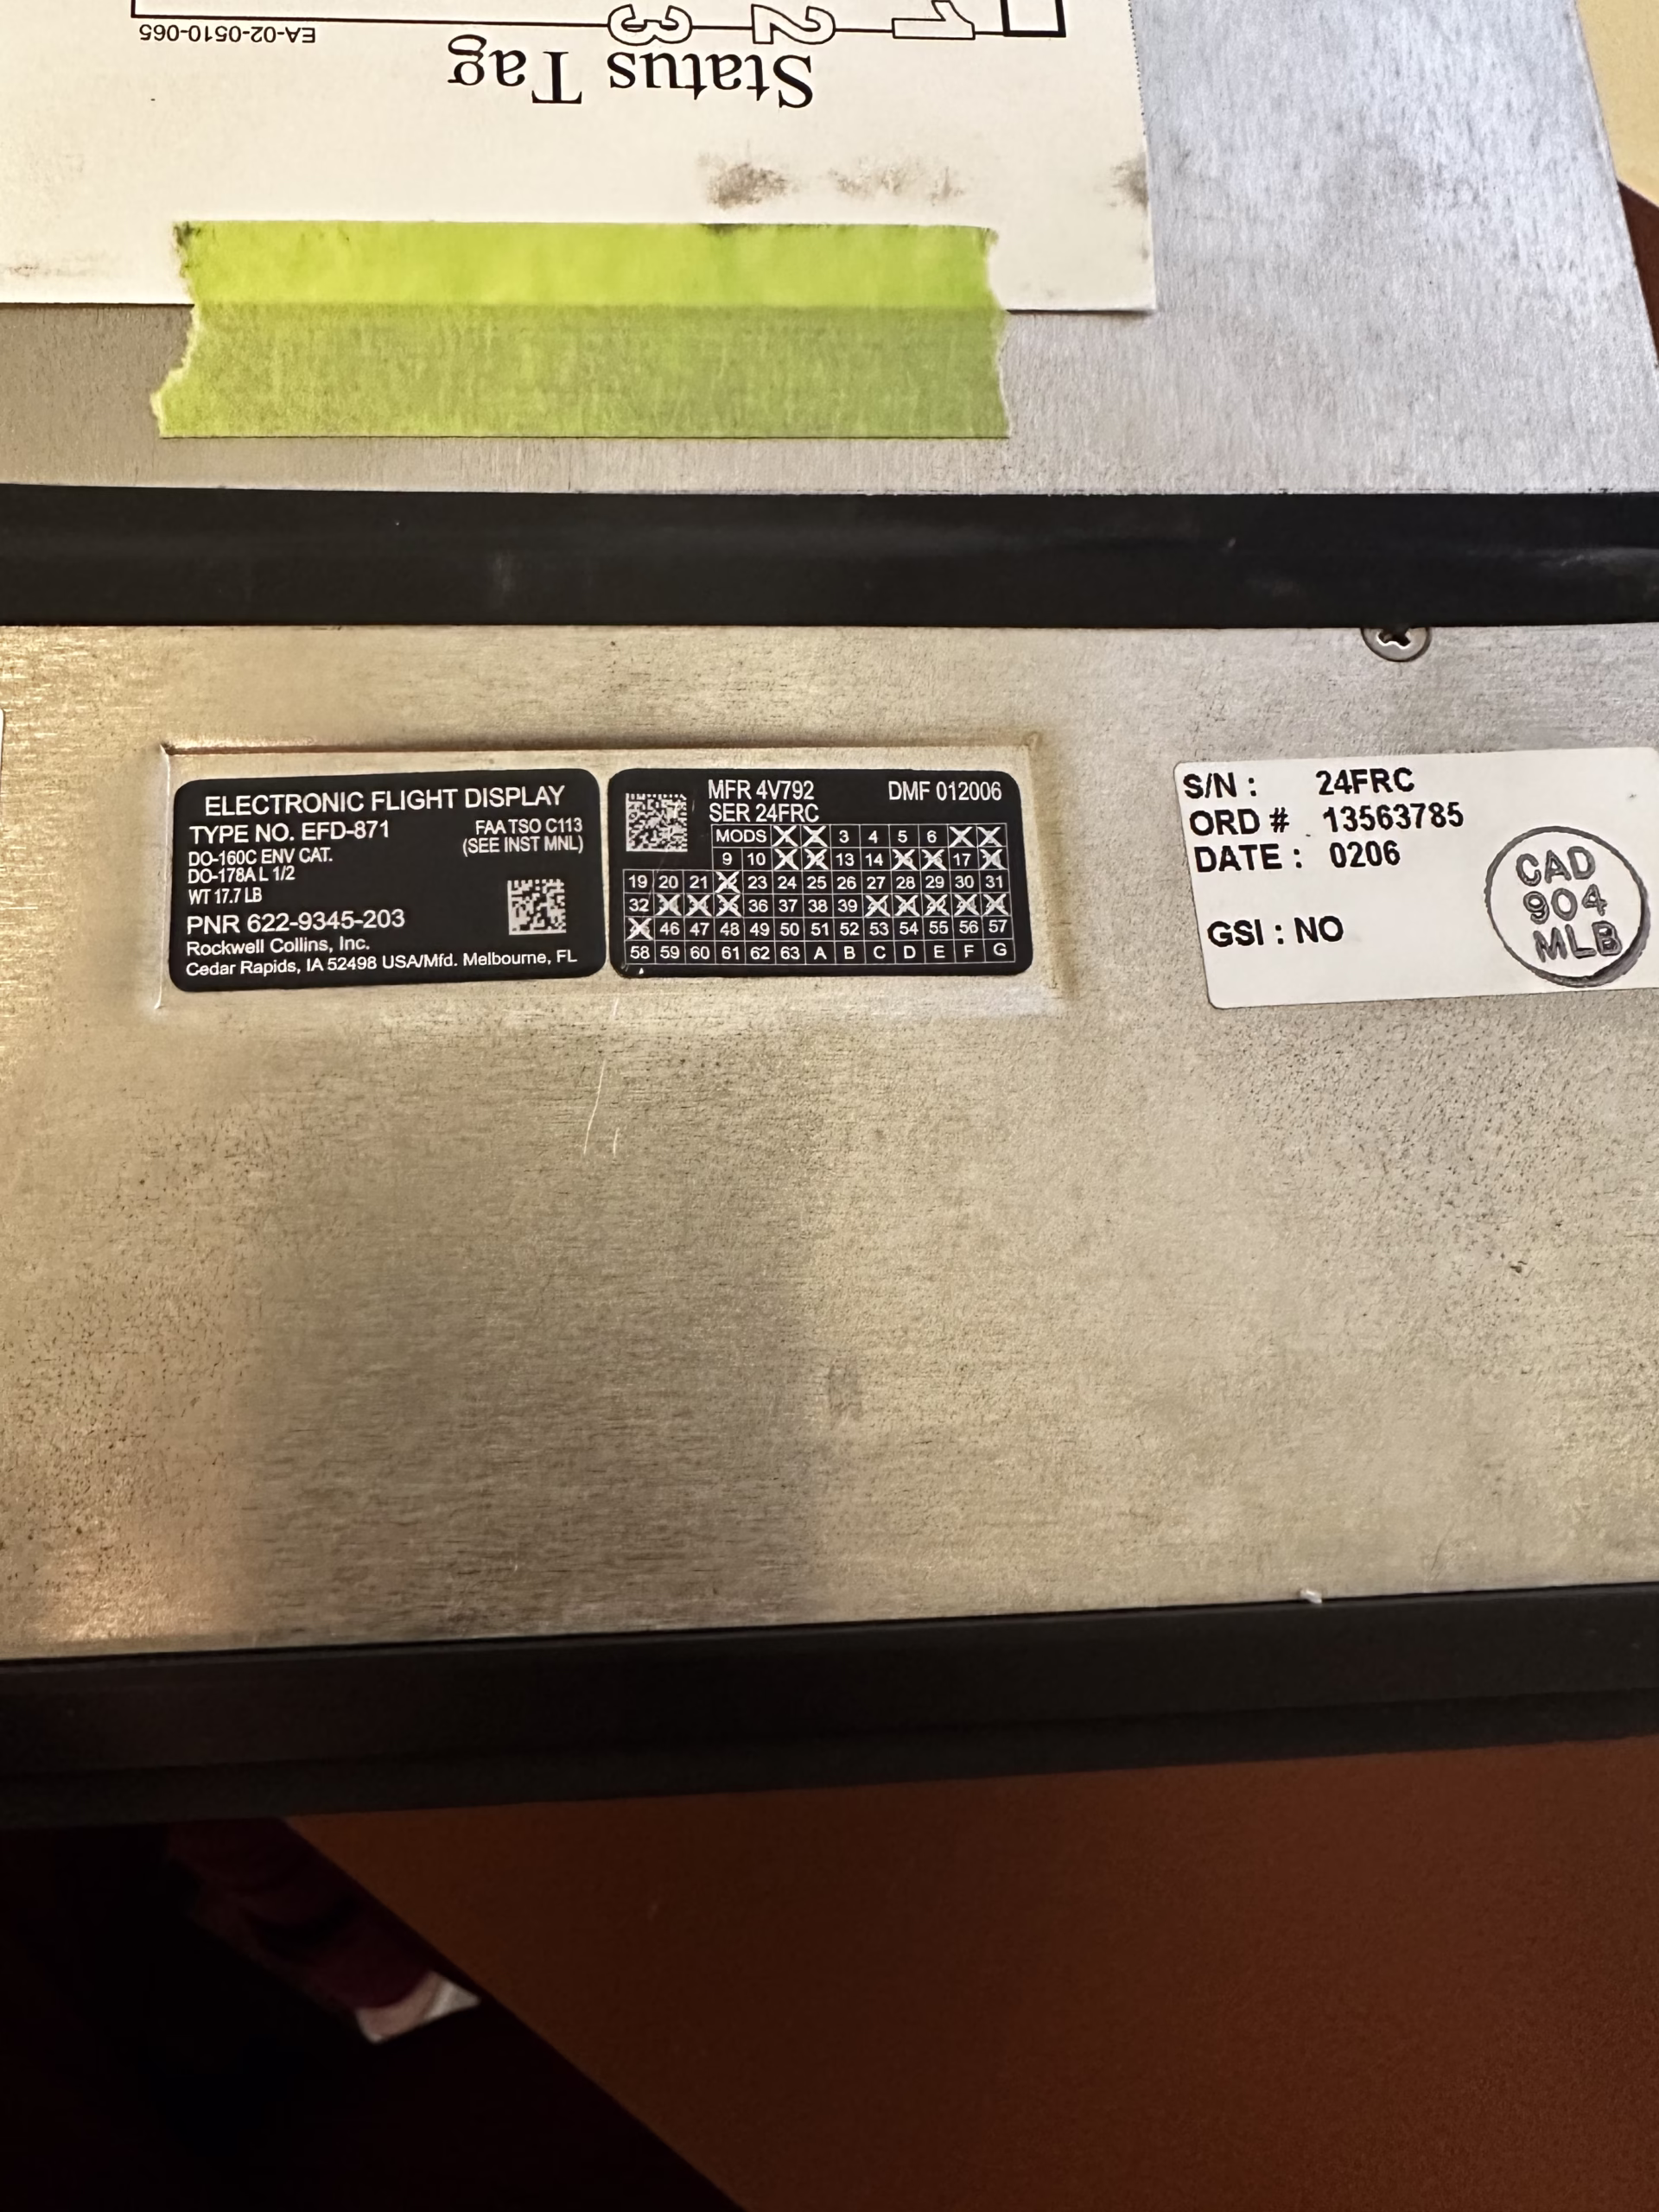 EA-02-0510-065
3 2 1
Status Tag
ELECTRONIC FLIGHT DISPLAY
TYPE NO. EFD-871
FAA TSO C113
(SEE INST MNL)
DO-160C ENV CAT.
DO-178A L 1/2
WT 17.7 LB
PNR 622-9345-203
Rockwell Collins, Inc.
Cedar Rapids, IA 52498 USA/Mfd. Melbourne, FL
MFR 4V792 DMF 012006
SER 24FRC
MODS 3 4 5 6
9 10 13 14 17
19 20 21 23 24 25 26 27 28 29 30 31
32 36 37 38 39
46 47 48 49 50 51 52 53 54 55 56 57
58 59 60 61 62 63 A B C D E F G
S/N : 24FRC
ORD # 13563785
DATE : 0206
GSI : NO
CAD
904
MLB